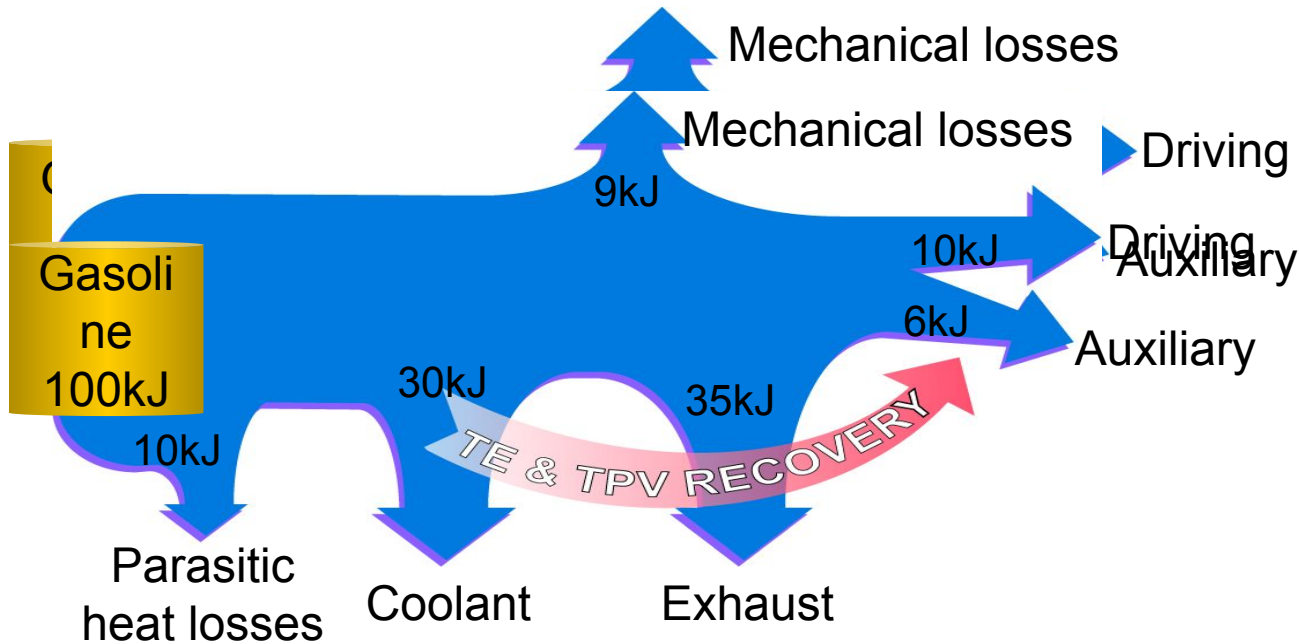 Mechanical losses
Mechanical losses
Driving
9kJ
Driving
10kJ
Auxiliary
Gasoli
ne
100kJ
6kJ
Auxiliary
30kJ
35kJ
10kJ
TE & TPV RECOVERY
Parasitic
heat losses
Coolant
Exhaust